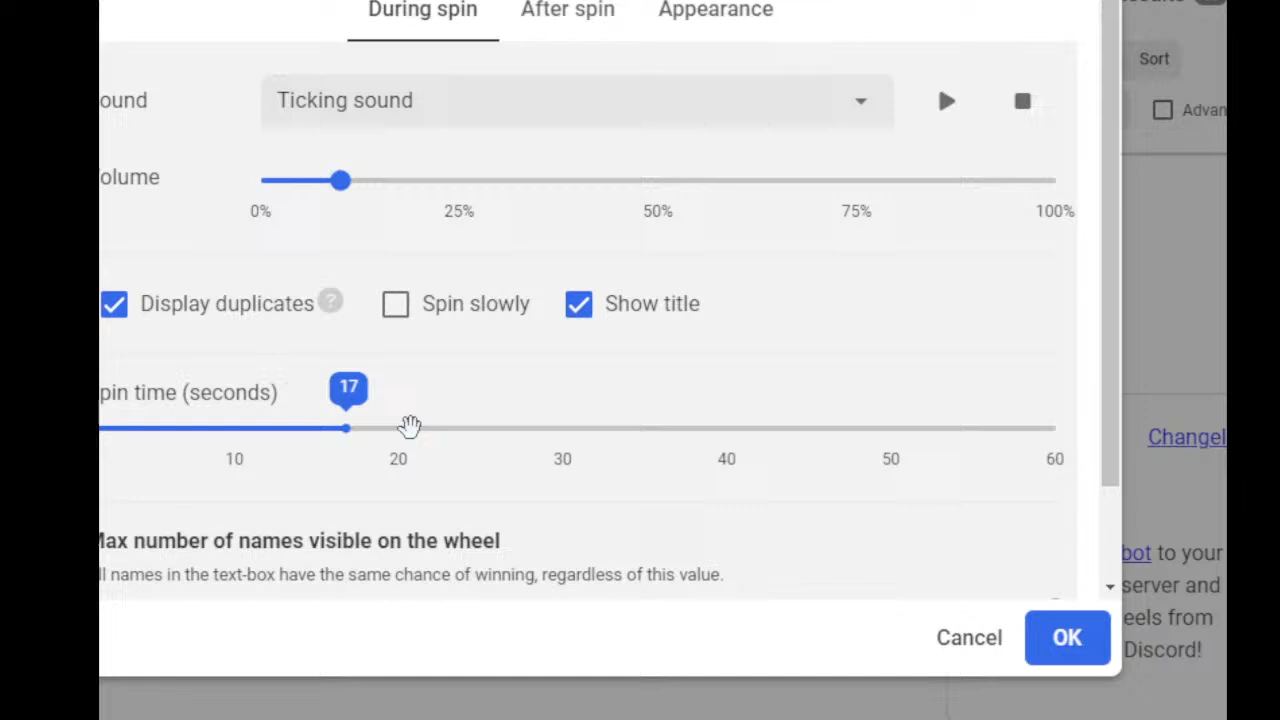 During spin After spin Appearance
Sort
ound Ticking sound
Advan
olume
0% 25% 50% 75% 100%
Display duplicates ? Spin slowly Show title
17
pin time (seconds)
Changel
10 20 30 40 50 60
Max number of names visible on the wheel
ll names in the text-box have the same chance of winning, regardless of this value.
bot to your
server and
eels from
Discord!
Cancel OK